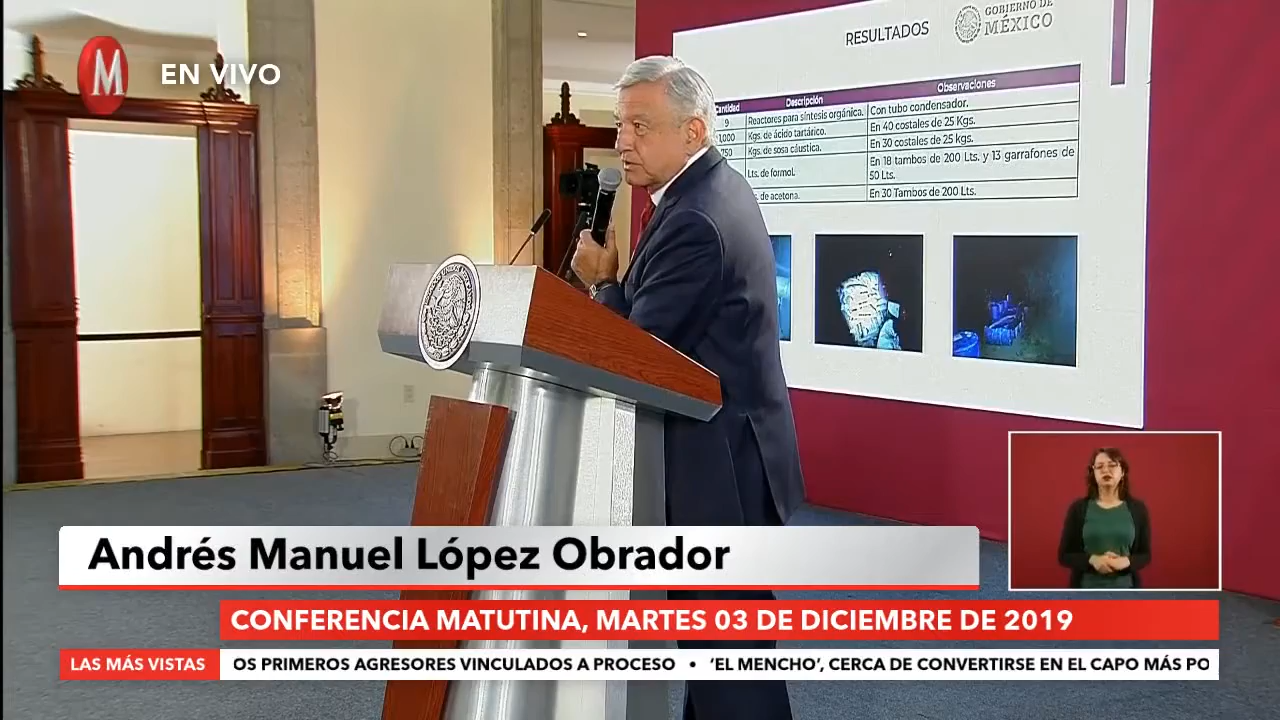 M
EN VIVO
RESULTADOS
GOBIERNO DE
MÉXICO
Cantidad Descripción Observaciones
9 Reactores para síntesis orgánica. Con tubo condensador.
1,000 Kgs. de ácido tartárico. En 40 costales de 25 Kgs.
750 Kgs. de sosa cáustica. En 30 costales de 25 kgs.
Lts. de formol. En 18 tambos de 200 Lts. y 13 garrafones de
50 Lts.
de acetona. En 30 Tambos de 200 Lts.
Andrés Manuel López Obrador
CONFERENCIA MATUTINA, MARTES 03 DE DICIEMBRE DE 2019
LAS MÁS VISTAS OS PRIMEROS AGRESORES VINCULADOS A PROCESO • ‘EL MENCHO’, CERCA DE CONVERTIRSE EN EL CAPO MÁS PO